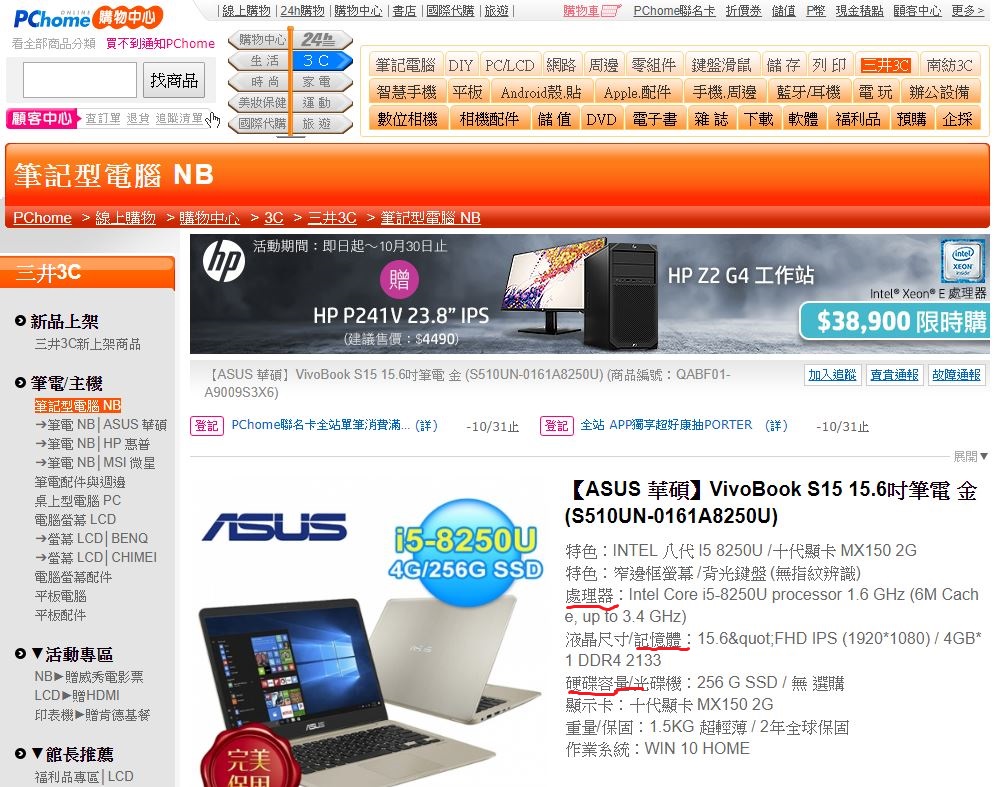 PChome ONLINE 購物中心
線上購物 | 24h購物 | 購物中心 | 書店 | 國際代購 | 旅遊 |
購物車 PChome聯名卡 折價券 儲值 P幣 現金積點 顧客中心 更多>
看全部商品分類 買不到通知PChome
找商品
顧客中心 查訂單 退貨 追蹤清單
購物中心 24h
生活 3C
時尚 家電
美妝保健 運動
國際代購 旅遊
筆記電腦 DIY PC/LCD 網路 周邊 零組件 鍵盤滑鼠 儲存 列印 三井3C 南紡3C
智慧手機 平板 Android殼.貼 Apple.配件 手機.周邊 藍牙/耳機 電玩 辦公設備
數位相機 相機配件 儲值 DVD 電子書 雜誌 下載 軟體 福利品 預購 企採
筆記型電腦 NB
PChome > 線上購物 > 購物中心 > 3C > 三井3C > 筆記型電腦 NB
三井3C
新品上架
三井3C新上架商品
筆電/主機
筆記型電腦 NB
→筆電 NB│ASUS 華碩
→筆電 NB│HP 惠普
→筆電 NB│MSI 微星
筆電配件與週邊
桌上型電腦 PC
電腦螢幕 LCD
→螢幕 LCD│BENQ
→螢幕 LCD│CHIMEI
電腦螢幕配件
平板電腦
平板配件
▼活動專區
NB►贈威秀電影票
LCD►贈HDMI
印表機►贈肯德基餐
▼館長推薦
福利品專區│LCD
hp
活動期間：即日起～10月30日止
贈
HP P241V 23.8” IPS
(建議售價：$4490)
HP Z2 G4 工作站
intel XEON inside
Intel® Xeon® E 處理器
$38,900 限時購
【ASUS 華碩】VivoBook S15 15.6吋筆電 金 (S510UN-0161A8250U) (商品編號：QABF01-
A9009S3X6)
加入追蹤 賣貴通報 故障通報
登記 PChome聯名卡全站單筆消費滿... (詳) -10/31止
登記 全站 APP獨享超好康抽PORTER (詳) -10/31止
展開▼
ASUS
i5-8250U
4G/256G SSD
ASUS
完美
保固
【ASUS 華碩】VivoBook S15 15.6吋筆電 金
(S510UN-0161A8250U)
特色：INTEL 八代 I5 8250U /十代顯卡 MX150 2G
特色：窄邊框螢幕 /背光鍵盤 (無指紋辨識)
處理器：Intel Core i5-8250U processor 1.6 GHz (6M Cach
e, up to 3.4 GHz)
液晶尺寸/記憶體：15.6&quot;FHD IPS (1920*1080) / 4GB*
1 DDR4 2133
硬碟容量/光碟機：256 G SSD / 無 選購
顯示卡：十代顯卡 MX150 2G
重量/保固：1.5KG 超輕薄 / 2年全球保固
作業系統：WIN 10 HOME